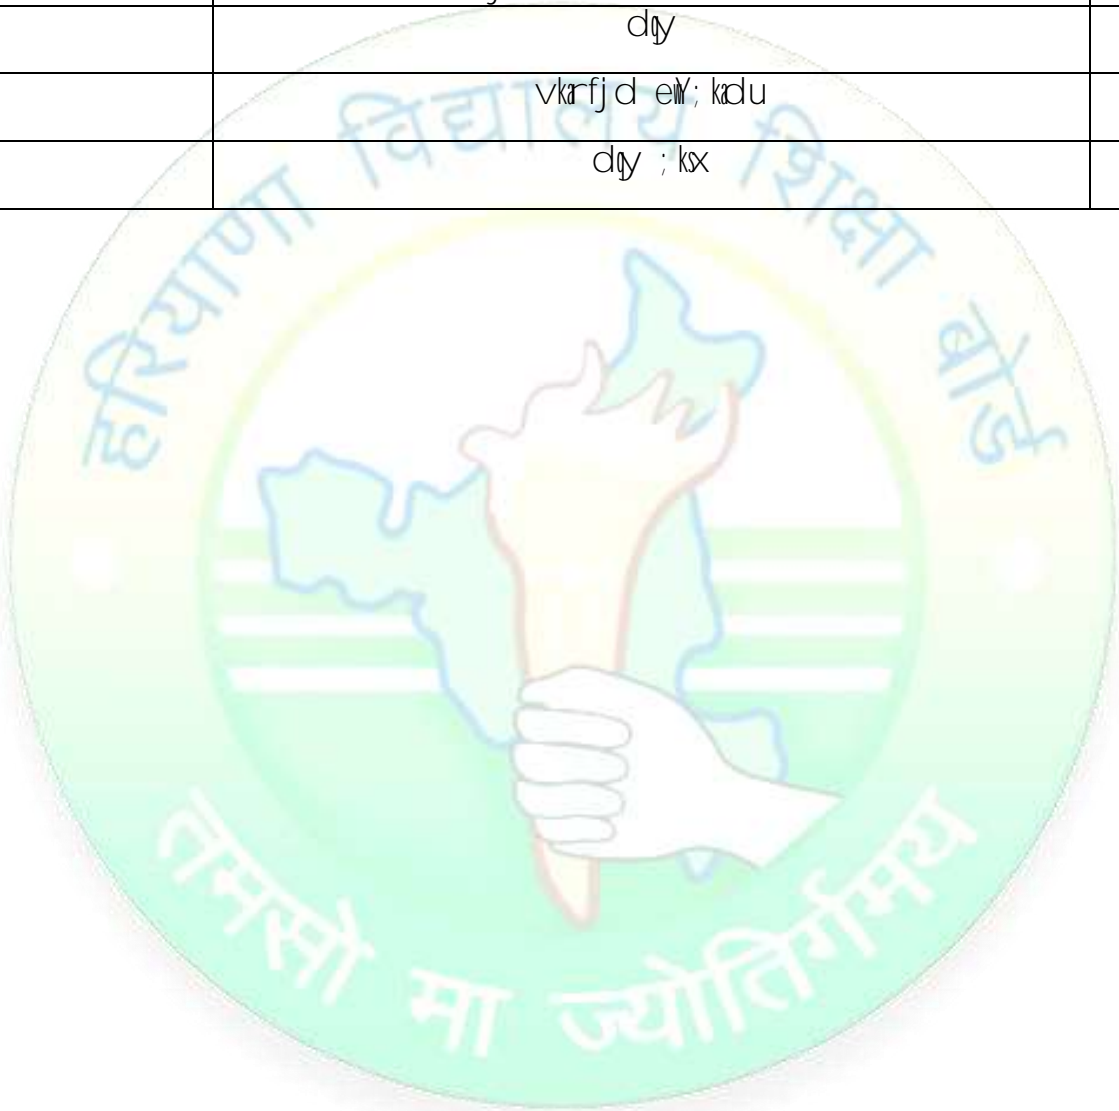 dqy
vkarfjd ewY;kadu
dqy ;ksx
हरियाणा विद्यालय शिक्षा बोर्ड
तमसो मा ज्योतिर्गमय